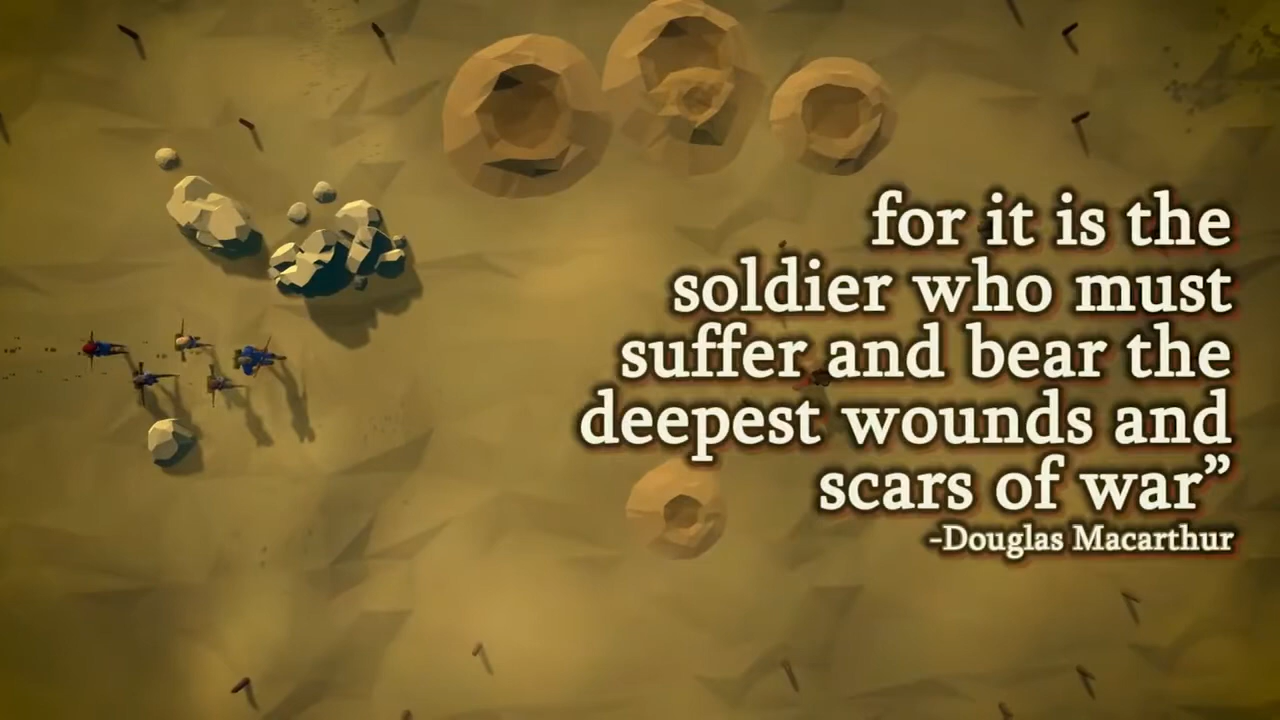 for it is the
soldier who must
suffer and bear the
deepest wounds and
scars of war”
-Douglas Macarthur